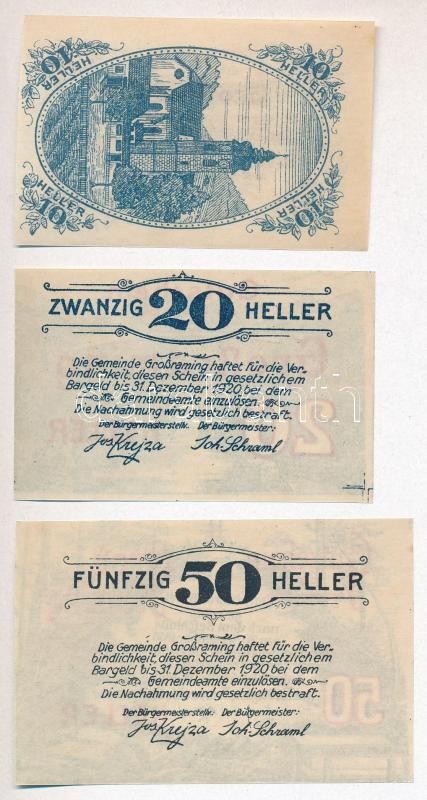 10 HELLER
10 HELLER
10 HELLER
10 HELLER
ZWANZIG 20 HELLER
Die Gemeinde Großraming haftet für die Ver-
bindlichkeit, diesen Schein in gesetzlichem
Bargeld bis 31. Dezember 1920 bei dem
Gemeindeamte einzulösen.
Die Nachahmung wird gesetzlich bestraft.
Der Bürgermeisterstellv. Der Bürgermeister:
Jos Krejza Joh. Schraml
FÜNFZIG 50 HELLER
Die Gemeinde Großraming haftet für die Ver-
bindlichkeit, diesen Schein in gesetzlichem
Bargeld bis 31. Dezember 1920 bei dem
Gemeindeamte einzulösen.
Die Nachahmung wird gesetzlich bestraft.
Der Bürgermeisterstellv. Der Bürgermeister:
Jos Krejza Joh. Schraml